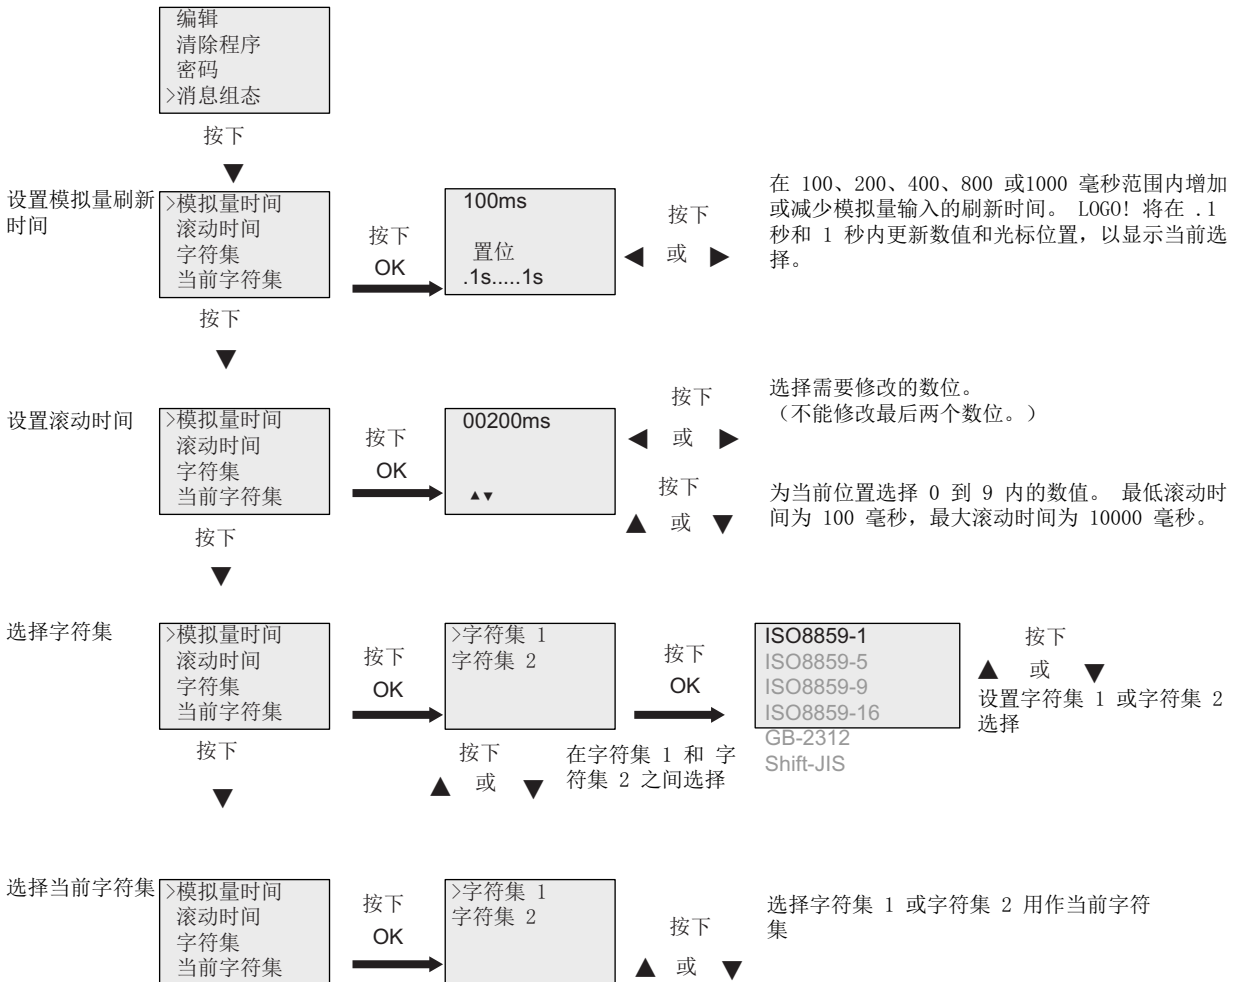 编辑
清除程序
密码
>消息组态
按下
▼
设置模拟量刷新
时间
>模拟量时间
滚动时间
字符集
当前字符集
按下
OK
100ms
置位
.1s.....1s
按下
◀ 或 ▶
在 100、200、400、800 或1000 毫秒范围内增加
或减少模拟量输入的刷新时间。 LOGO! 将在 .1
秒和 1 秒内更新数值和光标位置，以显示当前选
择。
按下
▼
设置滚动时间
>模拟量时间
滚动时间
字符集
当前字符集
按下
OK
00200ms
▲▼
按下
◀ 或 ▶
选择需要修改的数位。
（不能修改最后两个数位。）
按下
▲ 或 ▼
为当前位置选择 0 到 9 内的数值。 最低滚动时
间为 100 毫秒，最大滚动时间为 10000 毫秒。
按下
▼
选择字符集
>模拟量时间
滚动时间
字符集
当前字符集
按下
OK
>字符集 1
字符集 2
按下
▲ 或 ▼
在字符集 1 和 字
符集 2 之间选择
按下
OK
ISO8859-1
ISO8859-5
ISO8859-9
ISO8859-16
GB-2312
Shift-JIS
按下
▲ 或 ▼
设置字符集 1 或字符集 2
选择
按下
▼
选择当前字符集
>模拟量时间
滚动时间
字符集
当前字符集
按下
OK
>字符集 1
字符集 2
按下
▲ 或 ▼
选择字符集 1 或字符集 2 用作当前字符
集